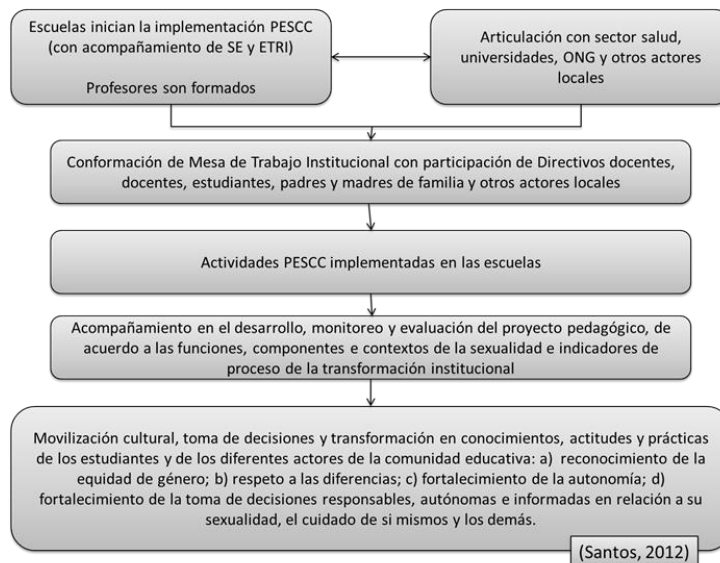 Escuelas inician la implementación PESCC
(con acompañamiento de SE y ETRI)
Profesores son formados
Articulación con sector salud,
universidades, ONG y otros actores
locales
Conformación de Mesa de Trabajo Institucional con participación de Directivos docentes,
docentes, estudiantes, padres y madres de familia y otros actores locales
Actividades PESCC implementadas en las escuelas
Acompañamiento en el desarrollo, monitoreo y evaluación del proyecto pedagógico, de
acuerdo a las funciones, componentes e contextos de la sexualidad e indicadores de
proceso de la transformación institucional
Movilización cultural, toma de decisiones y transformación en conocimientos, actitudes y prácticas
de los estudiantes y de los diferentes actores de la comunidad educativa: a) reconocimiento de la
equidad de género; b) respeto a las diferencias; c) fortalecimiento de la autonomía; d)
fortalecimiento de la toma de decisiones responsables, autónomas e informadas en relación a su
sexualidad, el cuidado de si mismos y los demás.
(Santos, 2012)